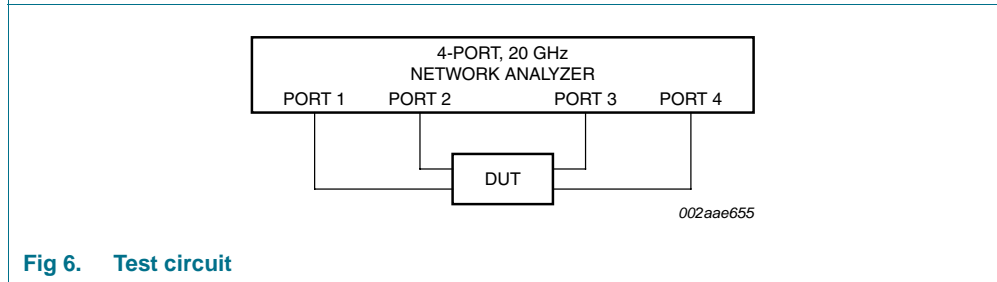 4-PORT, 20 GHz
NETWORK ANALYZER
PORT 1 PORT 2 PORT 3 PORT 4
DUT
002aae655
Fig 6. Test circuit